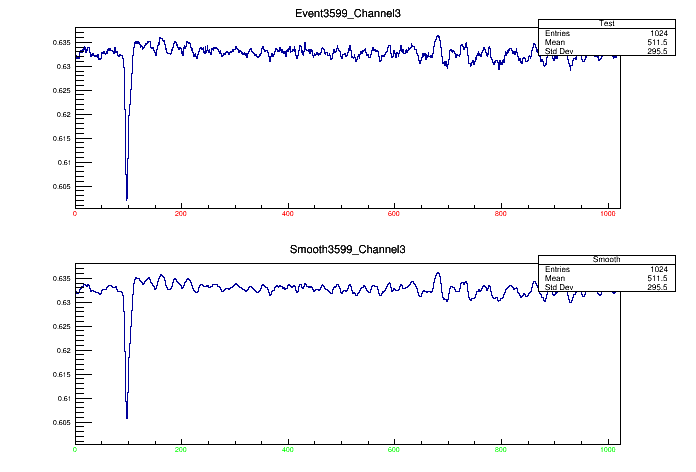 Event3599_Channel3
Test
Entries 1024
Mean 511.5
Std Dev 295.5
0.635
0.63
0.625
0.62
0.615
0.61
0.605
0 200 400 600 800 1000
Smooth3599_Channel3
Smooth
Entries 1024
Mean 511.5
Std Dev 295.5
0.635
0.63
0.625
0.62
0.615
0.61
0.605
0 200 400 600 800 1000